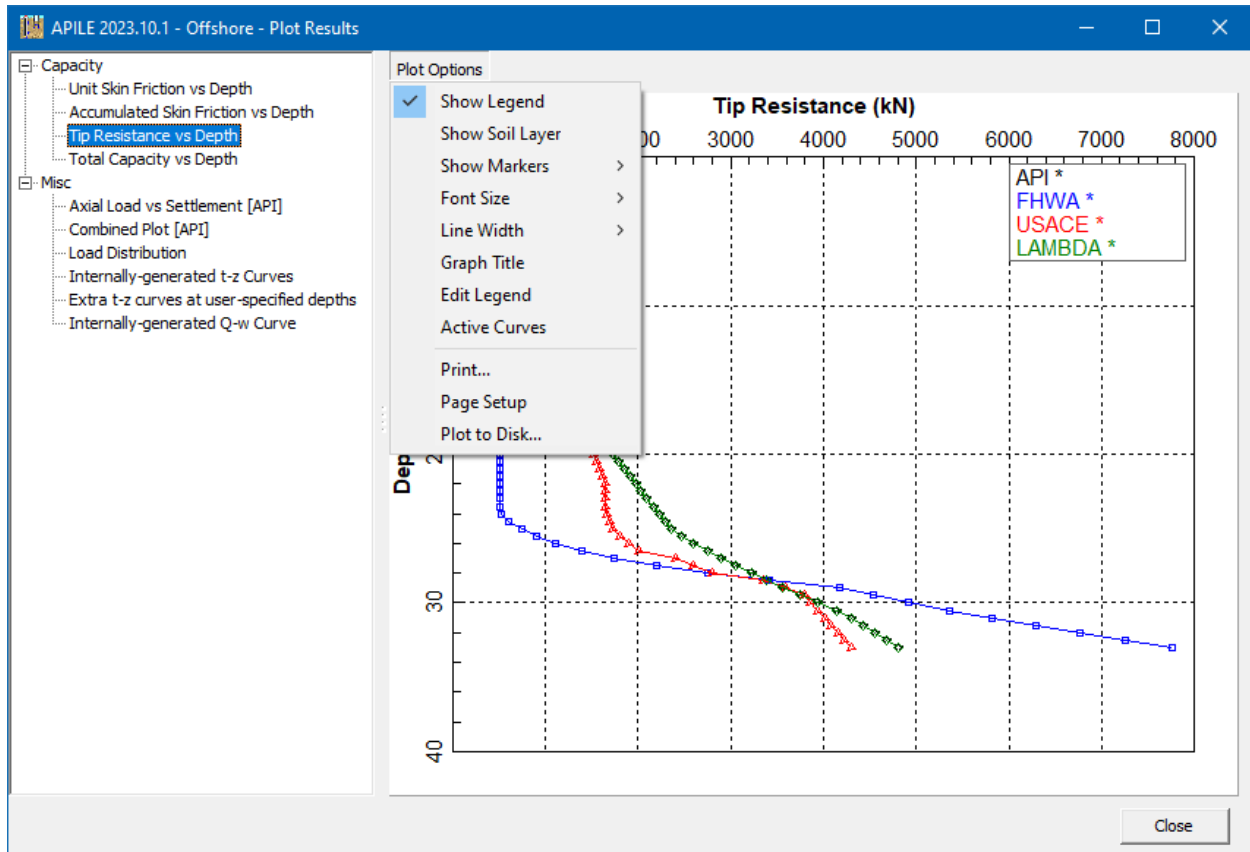 APILE 2023.10.1 - Offshore - Plot Results
Capacity
Unit Skin Friction vs Depth
Accumulated Skin Friction vs Depth
Tip Resistance vs Depth
Total Capacity vs Depth
Misc
Axial Load vs Settlement [API]
Combined Plot [API]
Load Distribution
Internally-generated t-z Curves
Extra t-z curves at user-specified depths
Internally-generated Q-w Curve
Plot Options
Show Legend
Show Soil Layer
Show Markers
Font Size
Line Width
Graph Title
Edit Legend
Active Curves
Print...
Page Setup
Plot to Disk...
Tip Resistance (kN)
00 3000 4000 5000 6000 7000 8000
API *
FHWA *
USACE *
LAMBDA *
Dep
2
30
40
Close